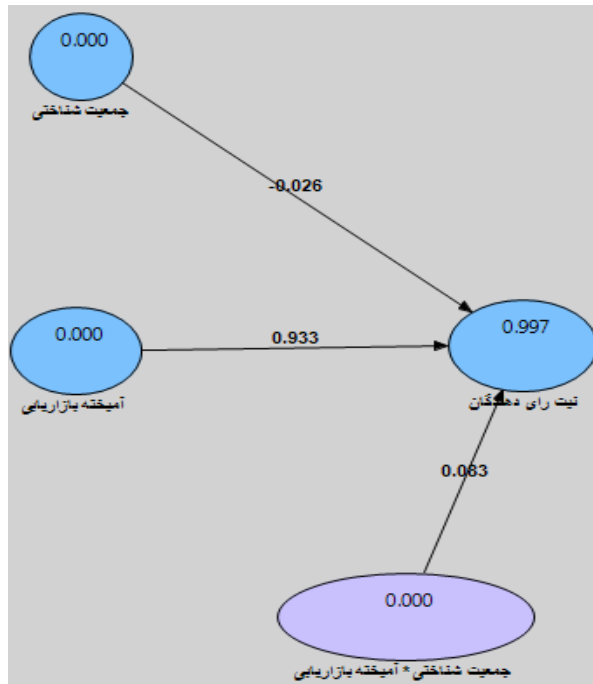 0.000
جمعیت شناختی
-0.026
0.000
آمیخته بازاریابی
0.933
0.997
نیت رای دهندگان
0.083
0.000
جمعیت شناختی * آمیخته بازاریابی